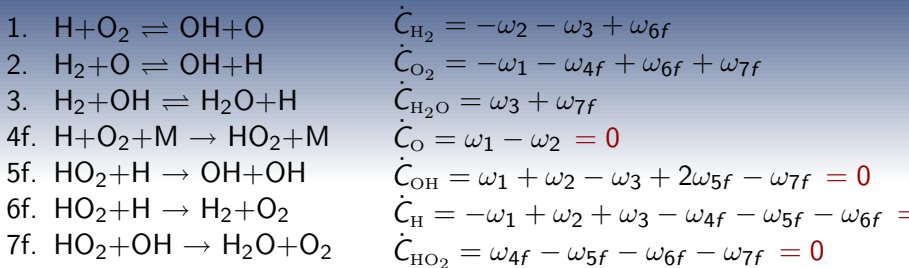 1. H+O₂ ⇌ OH+O
2. H₂+O ⇌ OH+H
3. H₂+OH ⇌ H₂O+H
4f. H+O₂+M → HO₂+M
5f. HO₂+H → OH+OH
6f. HO₂+H → H₂+O₂
7f. HO₂+OH → H₂O+O₂
Ċ_H₂ = −ω₂ − ω₃ + ω₆f
Ċ_O₂ = −ω₁ − ω₄f + ω₆f + ω₇f
Ċ_H₂O = ω₃ + ω₇f
Ċ_O = ω₁ − ω₂ = 0
Ċ_OH = ω₁ + ω₂ − ω₃ + 2ω₅f − ω₇f = 0
Ċ_H = −ω₁ + ω₂ + ω₃ − ω₄f − ω₅f − ω₆f =
Ċ_HO₂ = ω₄f − ω₅f − ω₆f − ω₇f = 0